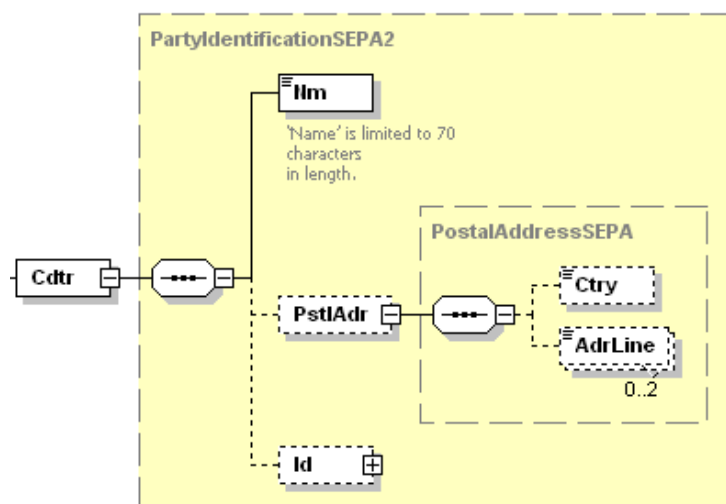 PartyIdentificationSEPA2
Nm
'Name' is limited to 70
characters
in length.
PostalAddressSEPA
Cdtr
Ctry
PstlAdr
AdrLine
0..2
Id